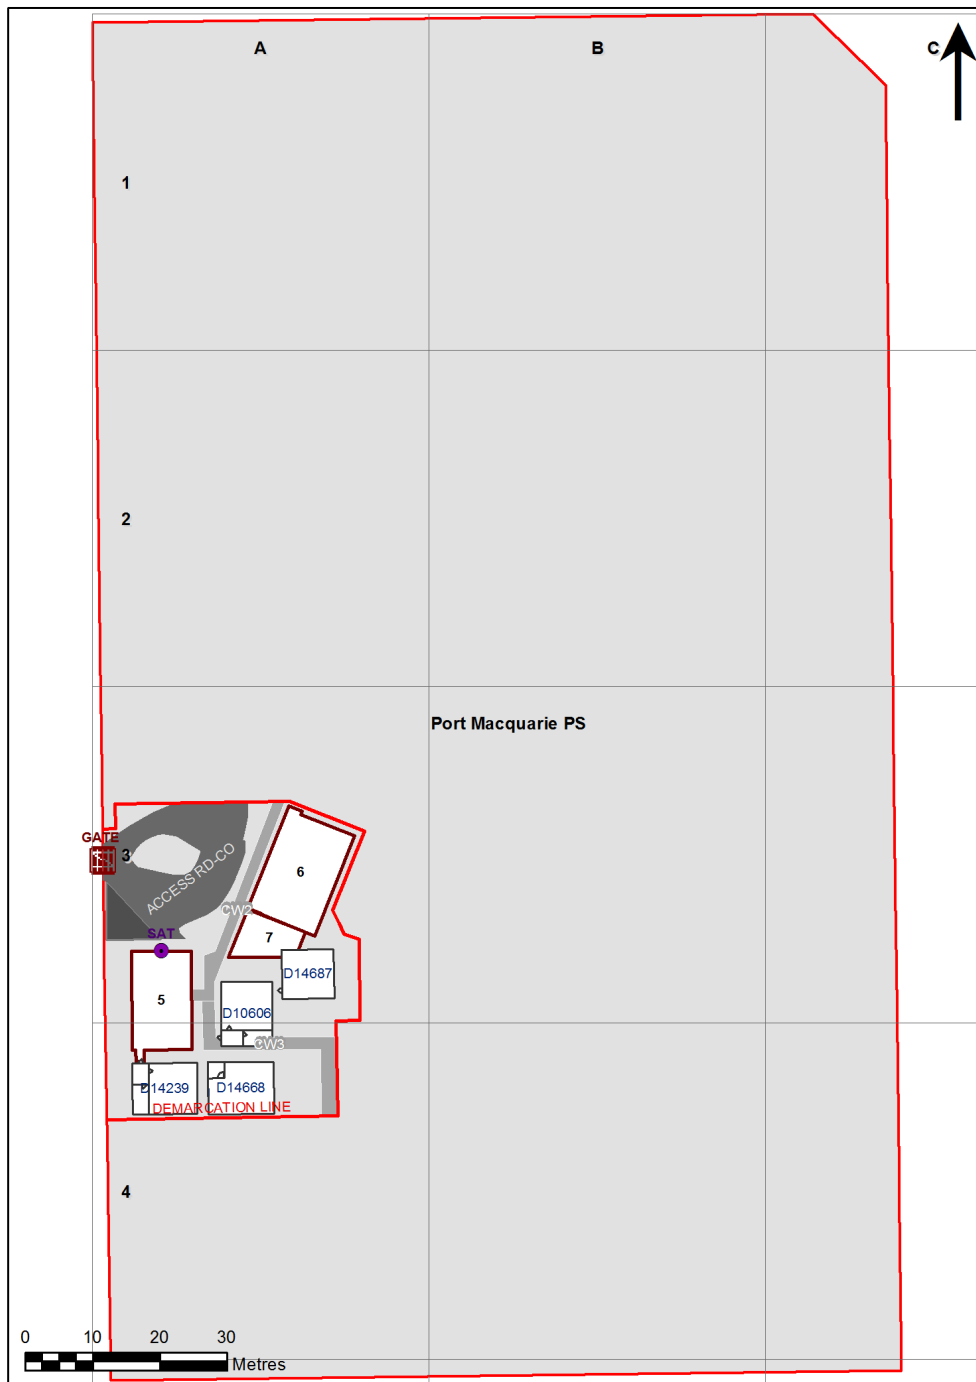 A
B
C
1
2
Port Macquarie PS
GATE
3
ACCESS RD-CO
6
CW2
SAT
7
D14687
5
D10606
CW3
D14239
D14668
DEMARCATION LINE
4
0 10 20 30
Metres